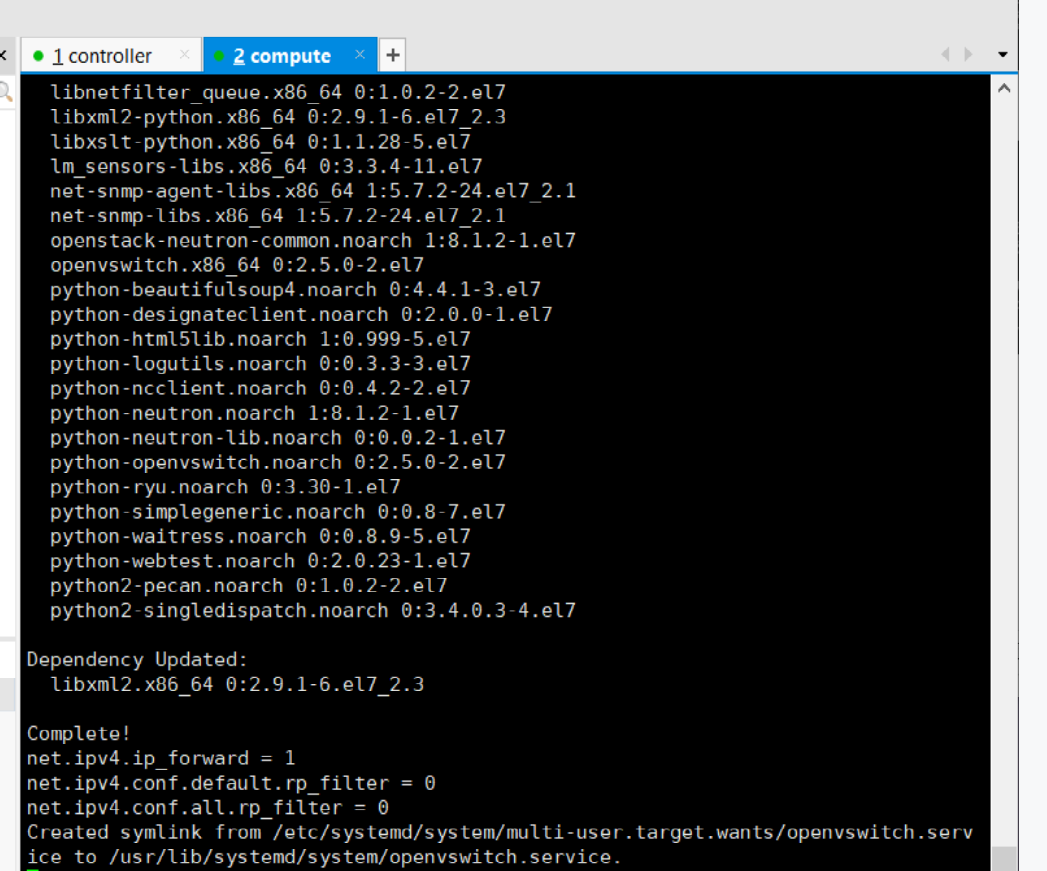 1 controller
2 compute
libnetfilter_queue.x86_64 0:1.0.2-2.el7
libxml2-python.x86_64 0:2.9.1-6.el7_2.3
libxslt-python.x86_64 0:1.1.28-5.el7
lm_sensors-libs.x86_64 0:3.3.4-11.el7
net-snmp-agent-libs.x86_64 1:5.7.2-24.el7_2.1
net-snmp-libs.x86_64 1:5.7.2-24.el7_2.1
openstack-neutron-common.noarch 1:8.1.2-1.el7
openvswitch.x86_64 0:2.5.0-2.el7
python-beautifulsoup4.noarch 0:4.4.1-3.el7
python-designateclient.noarch 0:2.0.0-1.el7
python-html5lib.noarch 1:0.999-5.el7
python-logutils.noarch 0:0.3.3-3.el7
python-ncclient.noarch 0:0.4.2-2.el7
python-neutron.noarch 1:8.1.2-1.el7
python-neutron-lib.noarch 0:0.0.2-1.el7
python-openvswitch.noarch 0:2.5.0-2.el7
python-ryu.noarch 0:3.30-1.el7
python-simplegeneric.noarch 0:0.8-7.el7
python-waitress.noarch 0:0.8.9-5.el7
python-webtest.noarch 0:2.0.23-1.el7
python2-pecan.noarch 0:1.0.2-2.el7
python2-singledispatch.noarch 0:3.4.0.3-4.el7
Dependency Updated:
libxml2.x86_64 0:2.9.1-6.el7_2.3
Complete!
net.ipv4.ip_forward = 1
net.ipv4.conf.default.rp_filter = 0
net.ipv4.conf.all.rp_filter = 0
Created symlink from /etc/systemd/system/multi-user.target.wants/openvswitch.serv
ice to /usr/lib/systemd/system/openvswitch.service.